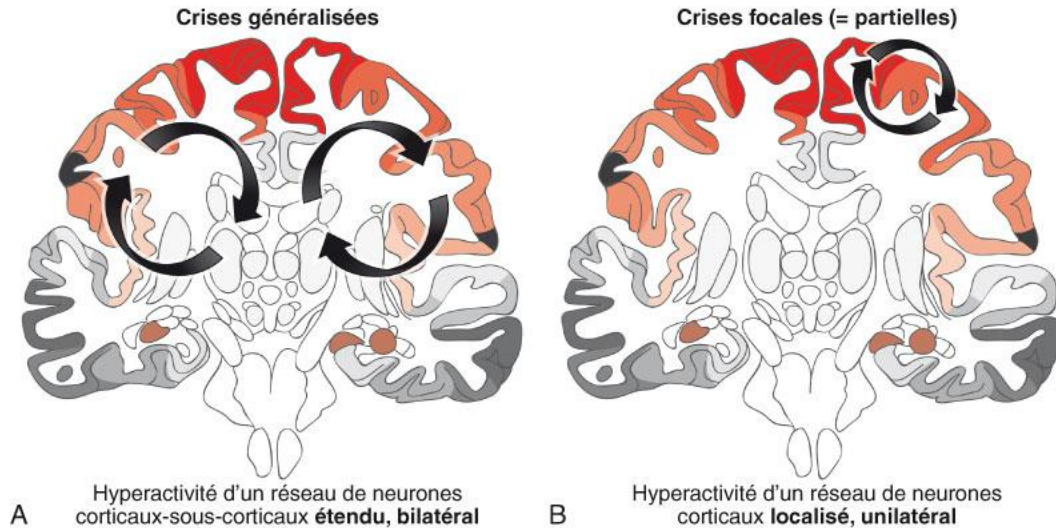 Crises généralisées
Crises focales (= partielles)
A
Hyperactivité d'un réseau de neurones
corticaux-sous-corticaux étendu, bilatéral
B
Hyperactivité d'un réseau de neurones
cortical localisé, unilatéral